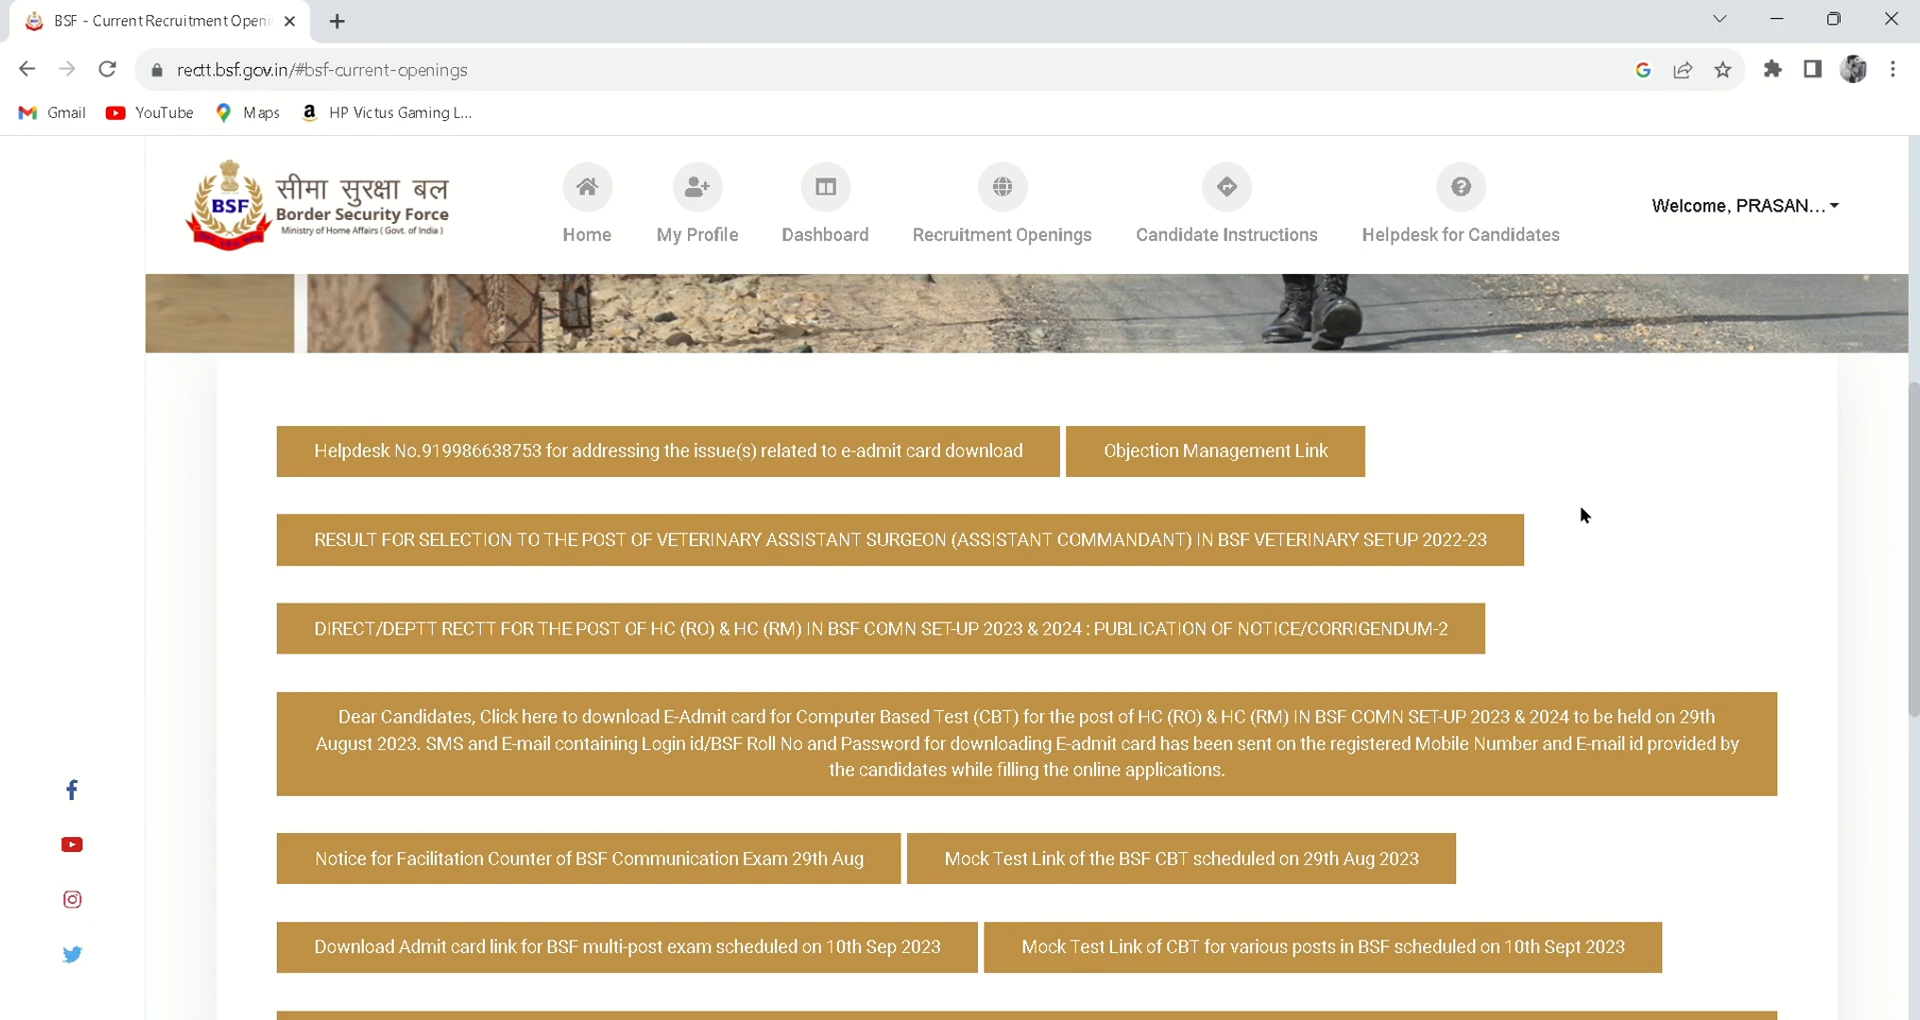 BSF - Current Recruitment Openi
rectt.bsf.gov.in/#bsf-current-openings
Gmail YouTube Maps HP Victus Gaming L...
सीमा सुरक्षा बल
Border Security Force
Ministry of Home Affairs ( Govt. of India )
BSF
Home My Profile Dashboard Recruitment Openings Candidate Instructions Helpdesk for Candidates
Welcome, PRASAN...
Helpdesk No.919986638753 for addressing the issue(s) related to e-admit card download
Objection Management Link
RESULT FOR SELECTION TO THE POST OF VETERINARY ASSISTANT SURGEON (ASSISTANT COMMANDANT) IN BSF VETERINARY SETUP 2022-23
DIRECT/DEPTT RECTT FOR THE POST OF HC (RO) & HC (RM) IN BSF COMN SET-UP 2023 & 2024 : PUBLICATION OF NOTICE/CORRIGENDUM-2
Dear Candidates, Click here to download E-Admit card for Computer Based Test (CBT) for the post of HC (RO) & HC (RM) IN BSF COMN SET-UP 2023 & 2024 to be held on 29th
August 2023. SMS and E-mail containing Login id/BSF Roll No and Password for downloading E-admit card has been sent on the registered Mobile Number and E-mail id provided by
the candidates while filling the online applications.
Notice for Facilitation Counter of BSF Communication Exam 29th Aug
Mock Test Link of the BSF CBT scheduled on 29th Aug 2023
Download Admit card link for BSF multi-post exam scheduled on 10th Sep 2023
Mock Test Link of CBT for various posts in BSF scheduled on 10th Sept 2023